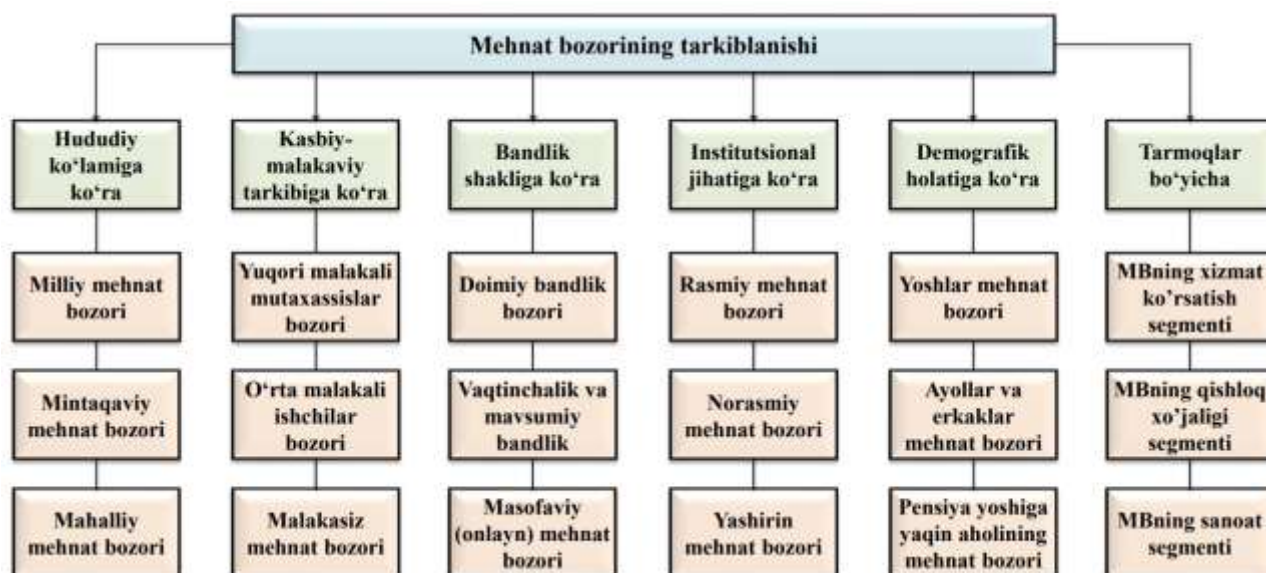 Mehnat bozorining tarkiblanishi
Hududiy
ko‘lamiga
ko‘ra
Kasbiy-
malakaviy
tarkibiga ko‘ra
Bandlik
shakliga ko‘ra
Institutsional
jihatiga ko‘ra
Demografik
holatiga ko‘ra
Tarmoqlar
bo‘yicha
Milliy mehnat
bozori
Yuqori malakali
mutaxassislar
bozori
Doimiy bandlik
bozori
Rasmiy mehnat
bozori
Yoshlar mehnat
bozori
MBning xizmat
ko’rsatish
segmenti
Mintaqaviy
mehnat bozori
O‘rta malakali
ishchilar
bozori
Vaqtinchalik va
mavsumiy
bandlik
Norasmiy
mehnat bozori
Ayollar va
erkaklar
mehnat bozori
MBning qishloq
xo’jaligi
segmenti
Mahalliy
mehnat bozori
Malakasiz
mehnat bozori
Masofaviy
(onlayn) mehnat
bozori
Yashirin
mehnat bozori
Pensiya yoshiga
yaqin aholining
mehnat bozori
MBning sanoat
segmenti